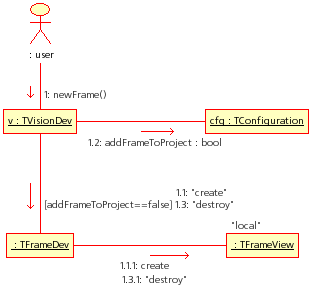 : user
1: newFrame()
v : TVisionDev
cfg : TConfiguration
1.2: addFrameToProject : bool
1.1: "create"
[addFrameToProject==false] 1.3: "destroy"
"local"
: TFrameDev
: TFrameView
1.1.1: create
1.3.1: "destroy"